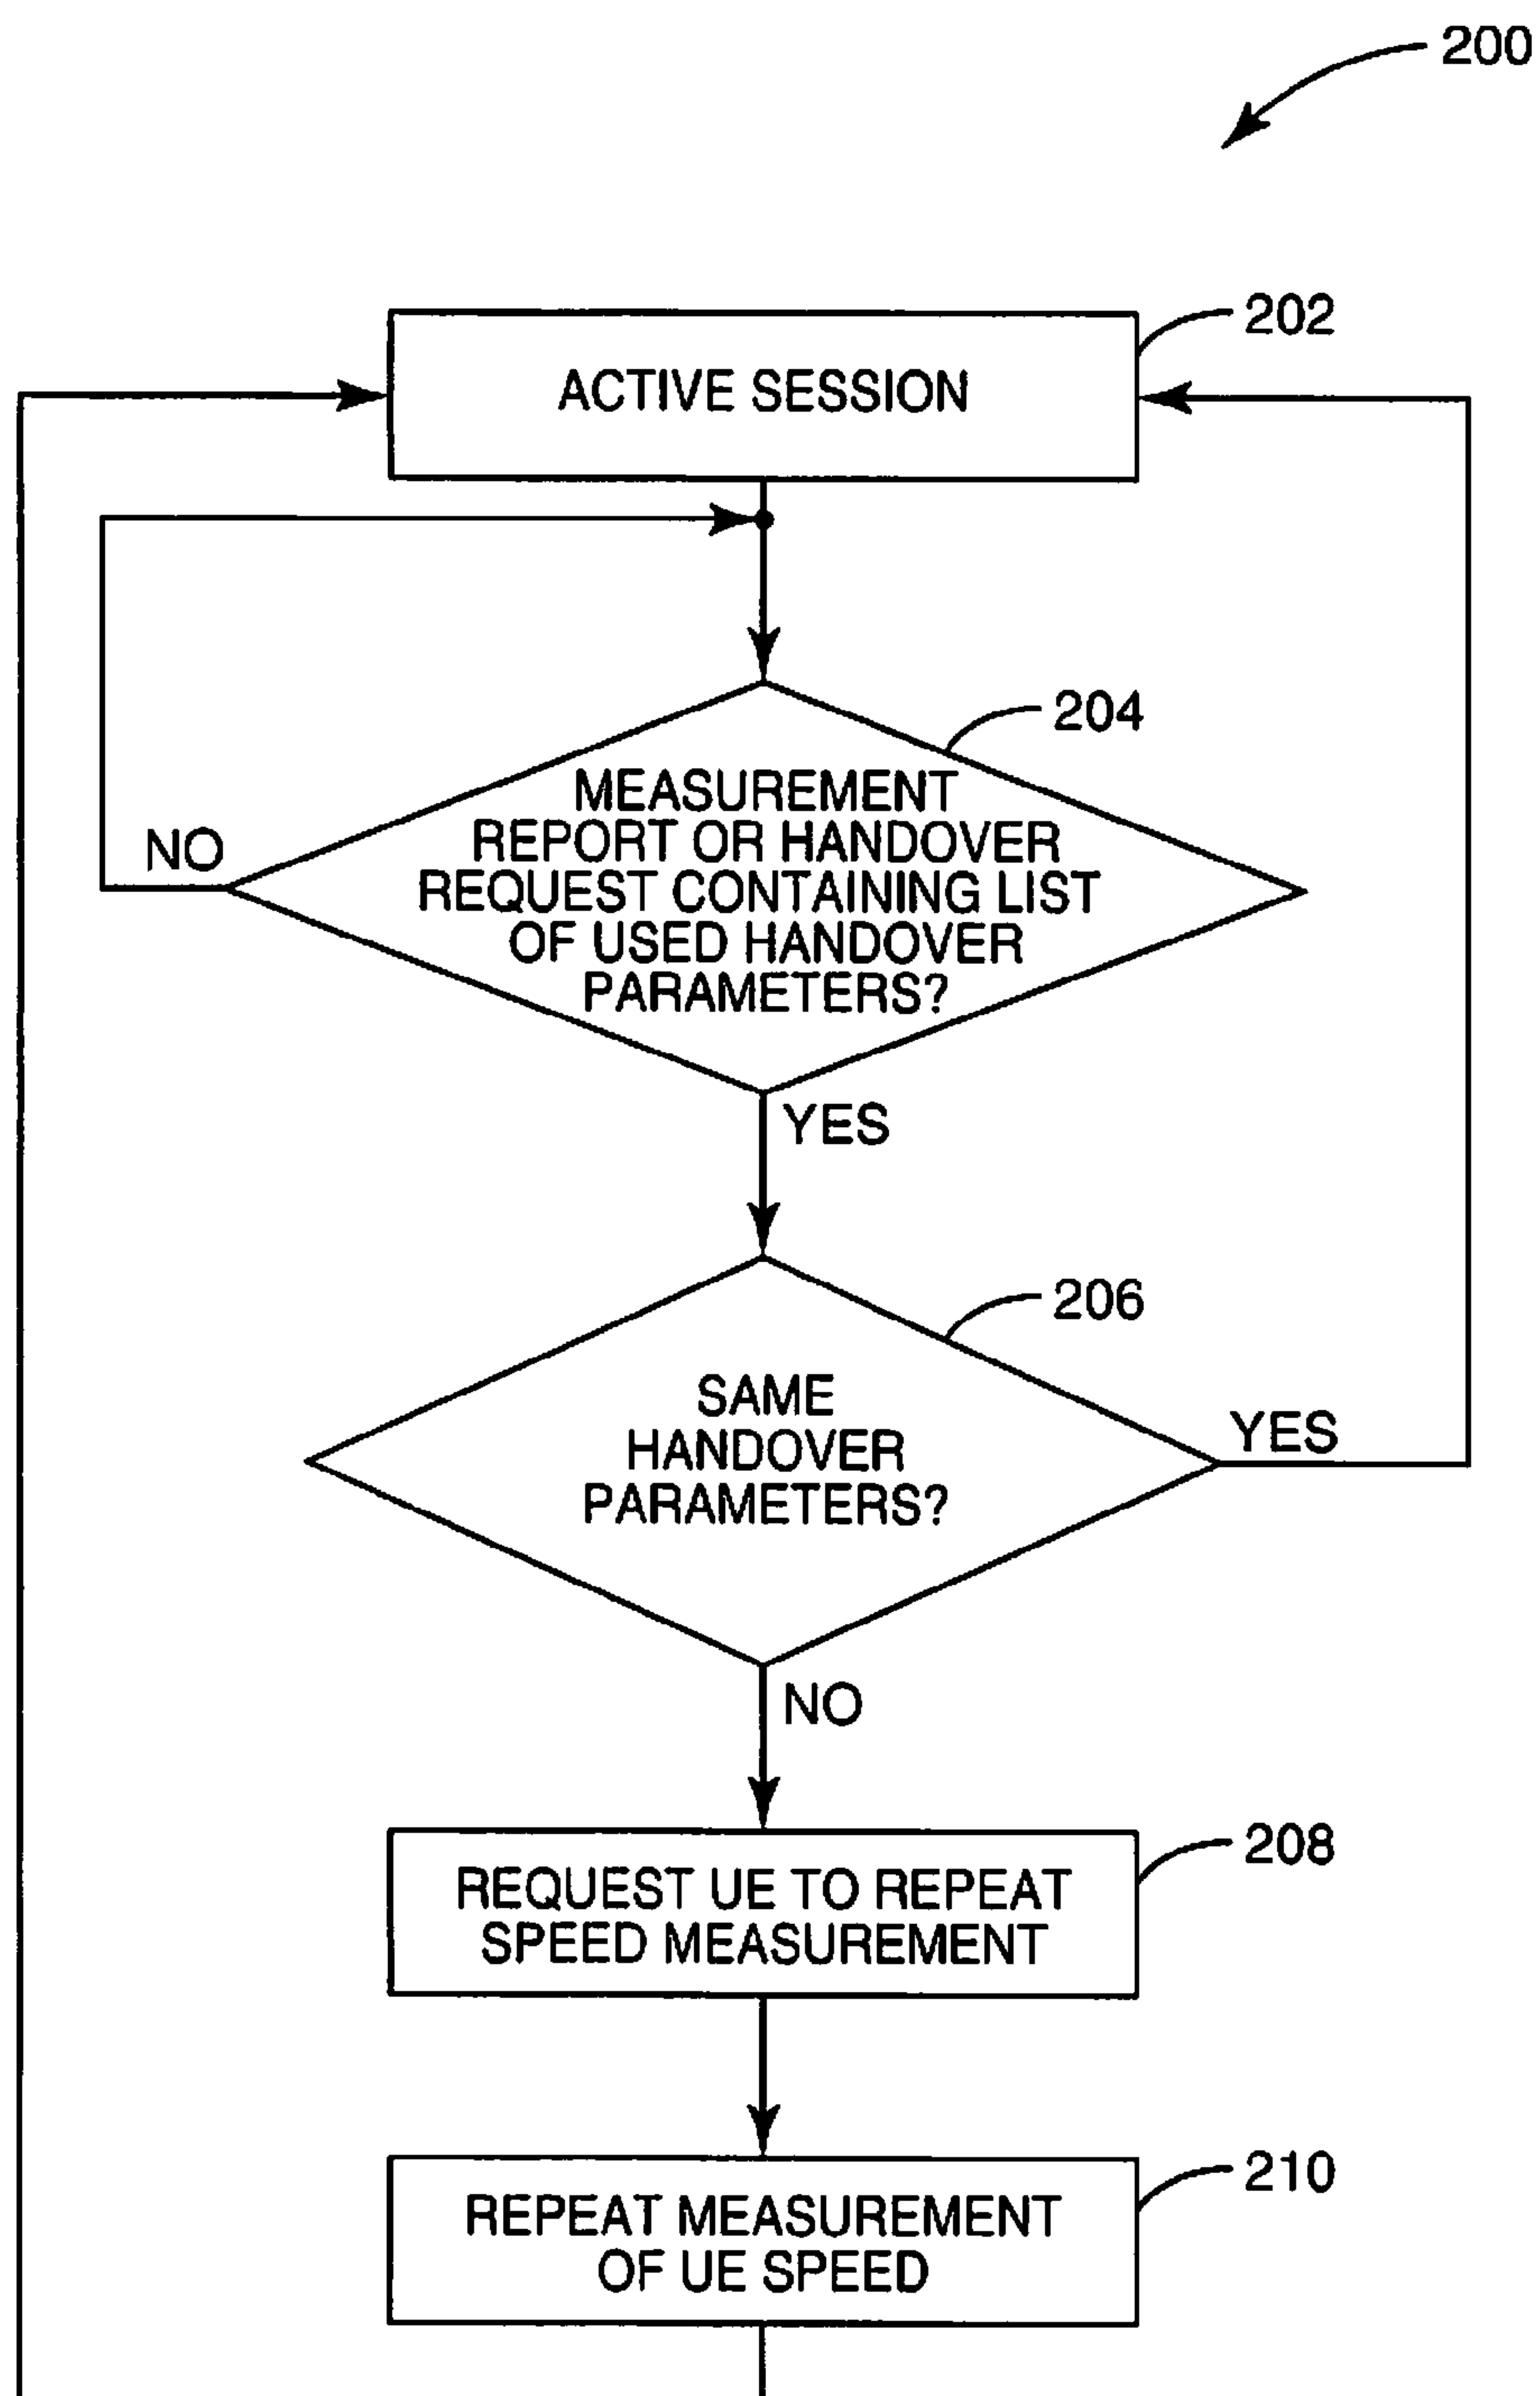 200
202
ACTIVE SESSION
204
MEASUREMENT
REPORT OR HANDOVER
REQUEST CONTAINING LIST
OF USED HANDOVER
PARAMETERS?
NO
YES
206
SAME
HANDOVER
PARAMETERS?
YES
NO
208
REQUEST UE TO REPEAT
SPEED MEASUREMENT
210
REPEAT MEASUREMENT
OF UE SPEED